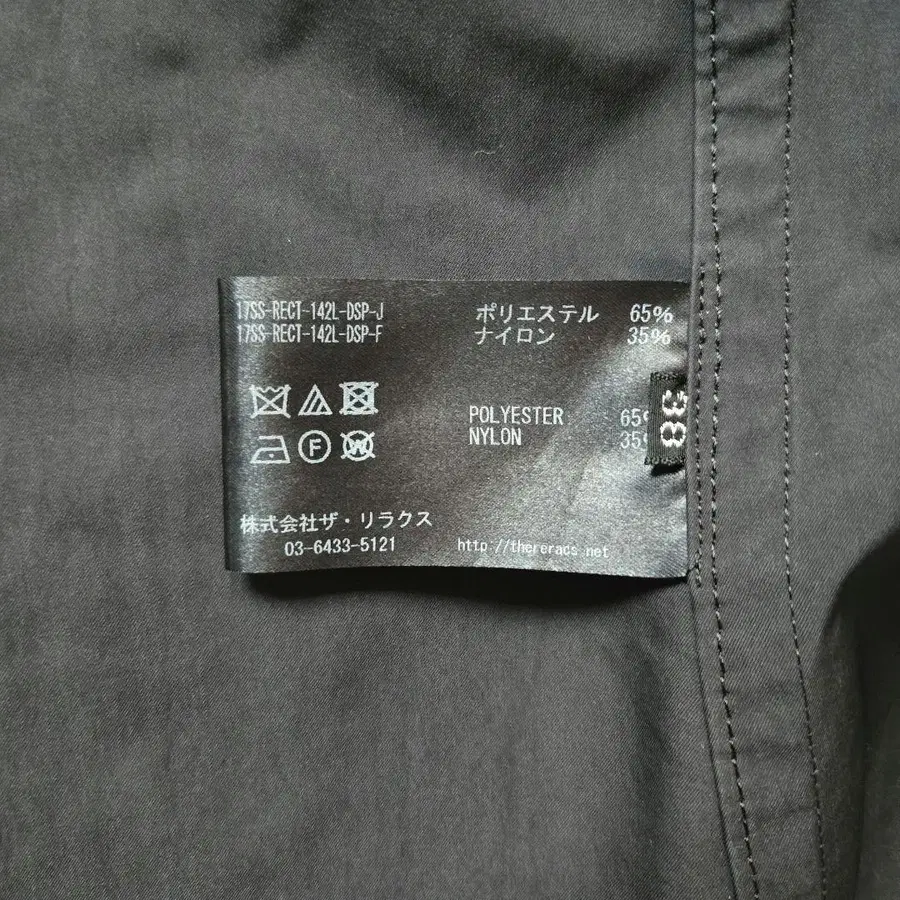 17SS-RECT-142L-DSP-J
17SS-RECT-142L-DSP-F
ポリエステル 65%
ナイロン 35%
POLYESTER 65%
NYLON 35%
38
F
W
株式会社ザ・リラクス
03-6433-5121
http://thereracs.net